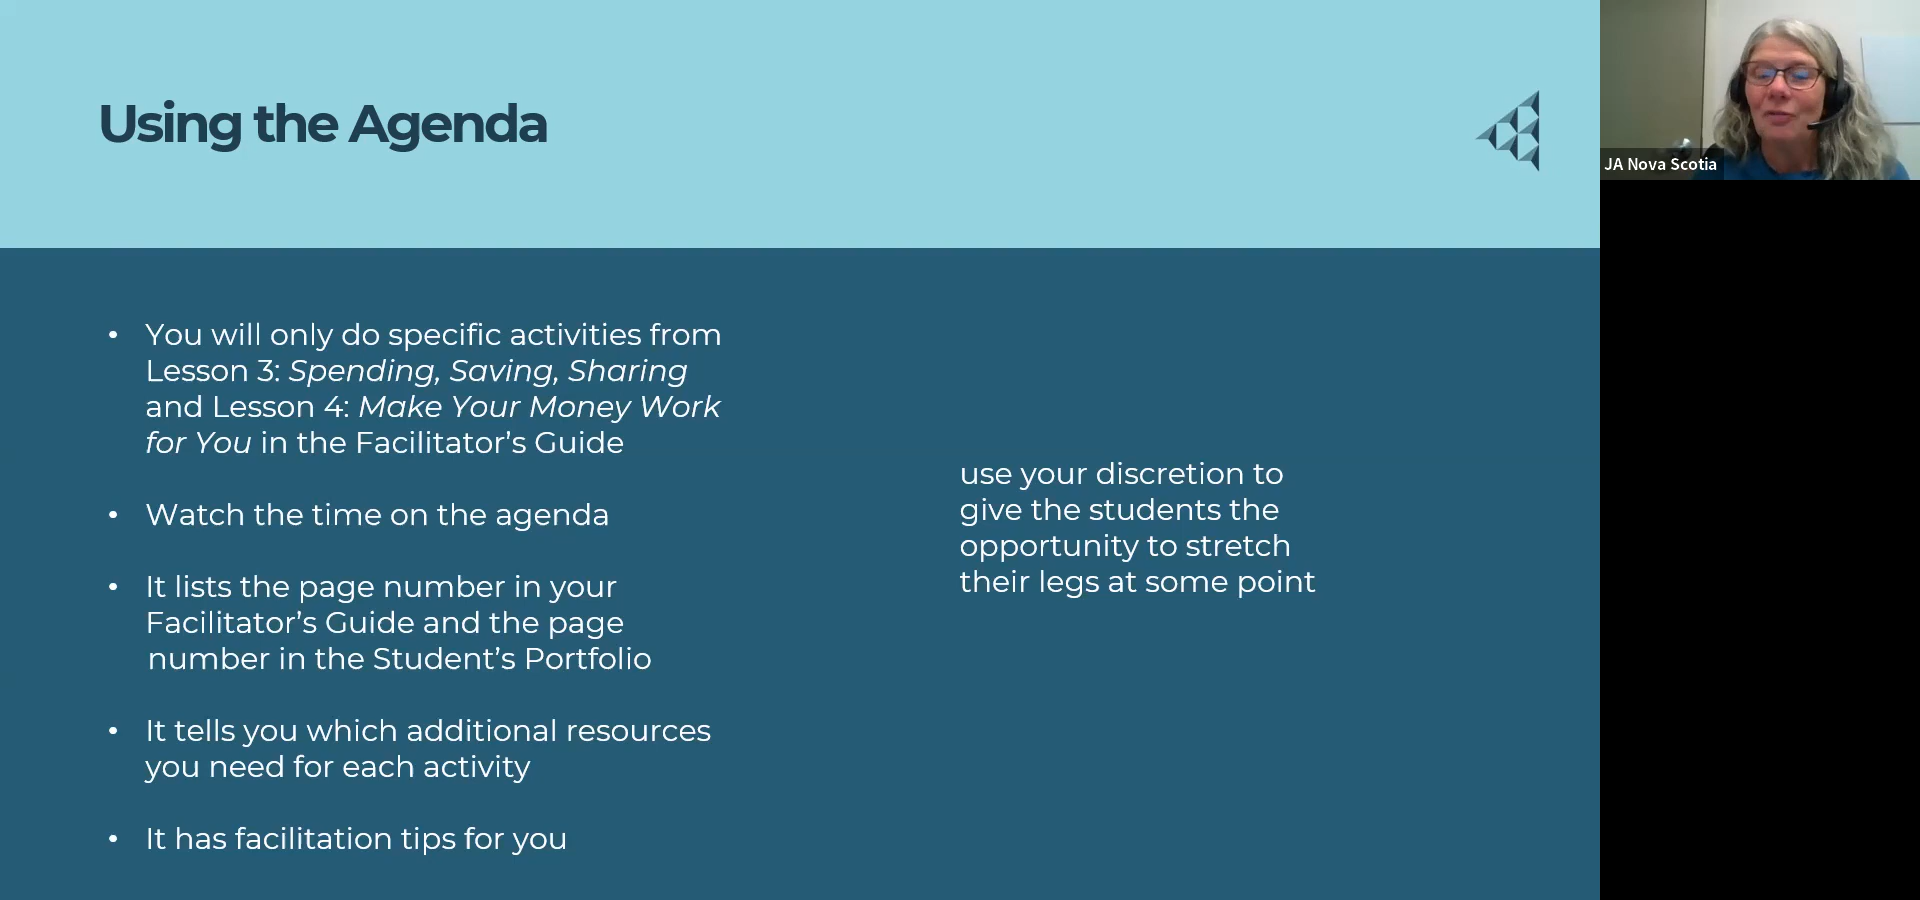 Using the Agenda
JA Nova Scotia
• You will only do specific activities from
Lesson 3: Spending, Saving, Sharing
and Lesson 4: Make Your Money Work
for You in the Facilitator’s Guide
• Watch the time on the agenda
• It lists the page number in your
Facilitator’s Guide and the page
number in the Student’s Portfolio
• It tells you which additional resources
you need for each activity
• It has facilitation tips for you
use your discretion to
give the students the
opportunity to stretch
their legs at some point